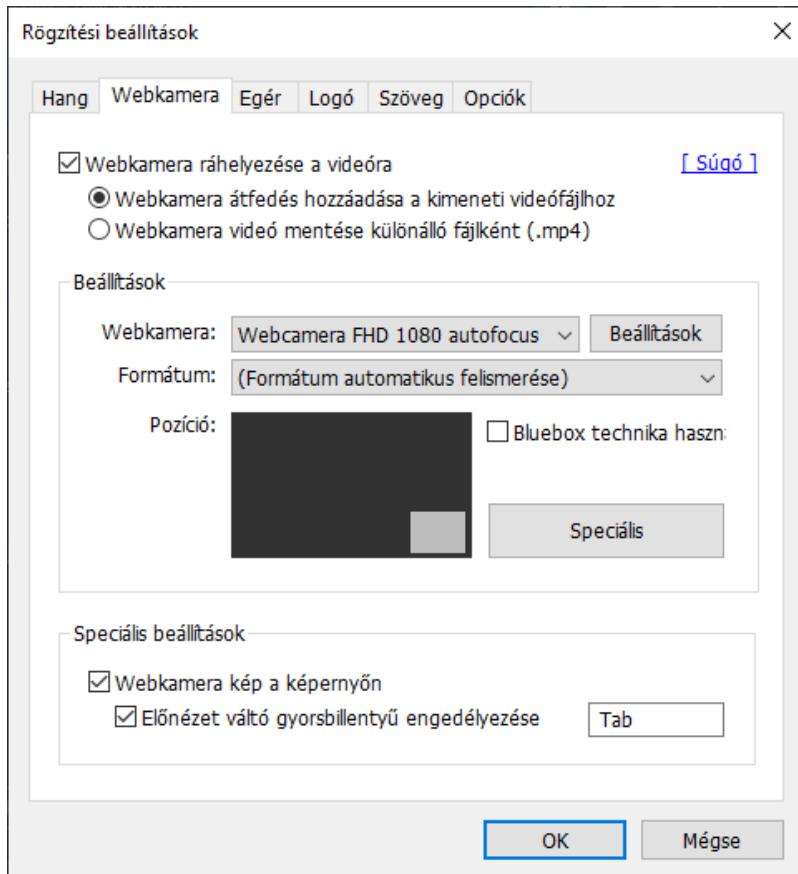 Rögzítési beállítások
Hang Webkamera Egér Logó Szöveg Opciók
Webkamera ráhelyezése a videóra [ Súgó ]
Webkamera átfedés hozzáadása a kimeneti videófájlhoz
Webkamera videó mentése különálló fájlként (.mp4)
Beállítások
Webkamera: Webcamera FHD 1080 autofocus Beállítások
Formátum: (Formátum automatikus felismerése)
Pozíció: Bluebox technika haszn
Speciális
Speciális beállítások
Webkamera kép a képernyőn
Előnézet váltó gyorsbillentyű engedélyezése Tab
OK Mégse